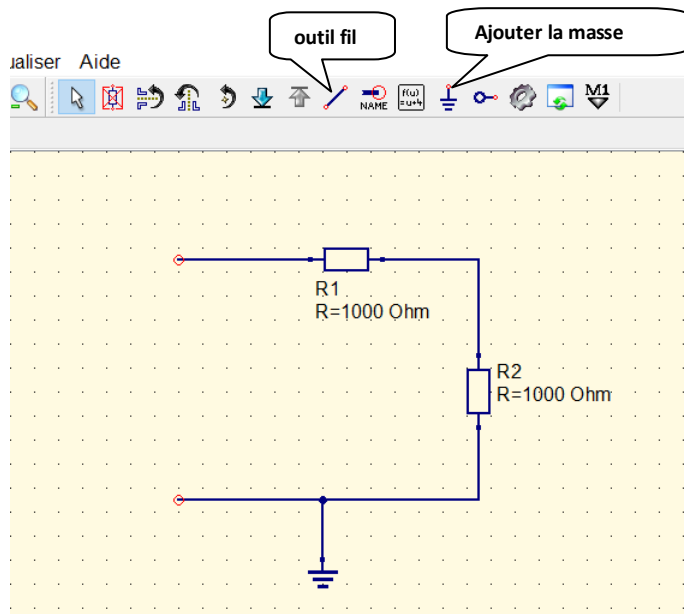 outil fil
Ajouter la masse
ualiser Aide
NAME
f(u)
=u+4
M1
R1
R=1000 Ohm
R2
R=1000 Ohm